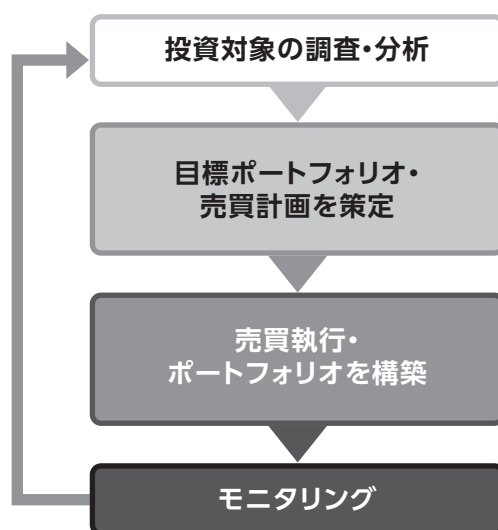 投資対象の調査・分析
目標ポートフォリオ・
売買計画を策定
売買執行・
ポートフォリオを構築
モニタリング